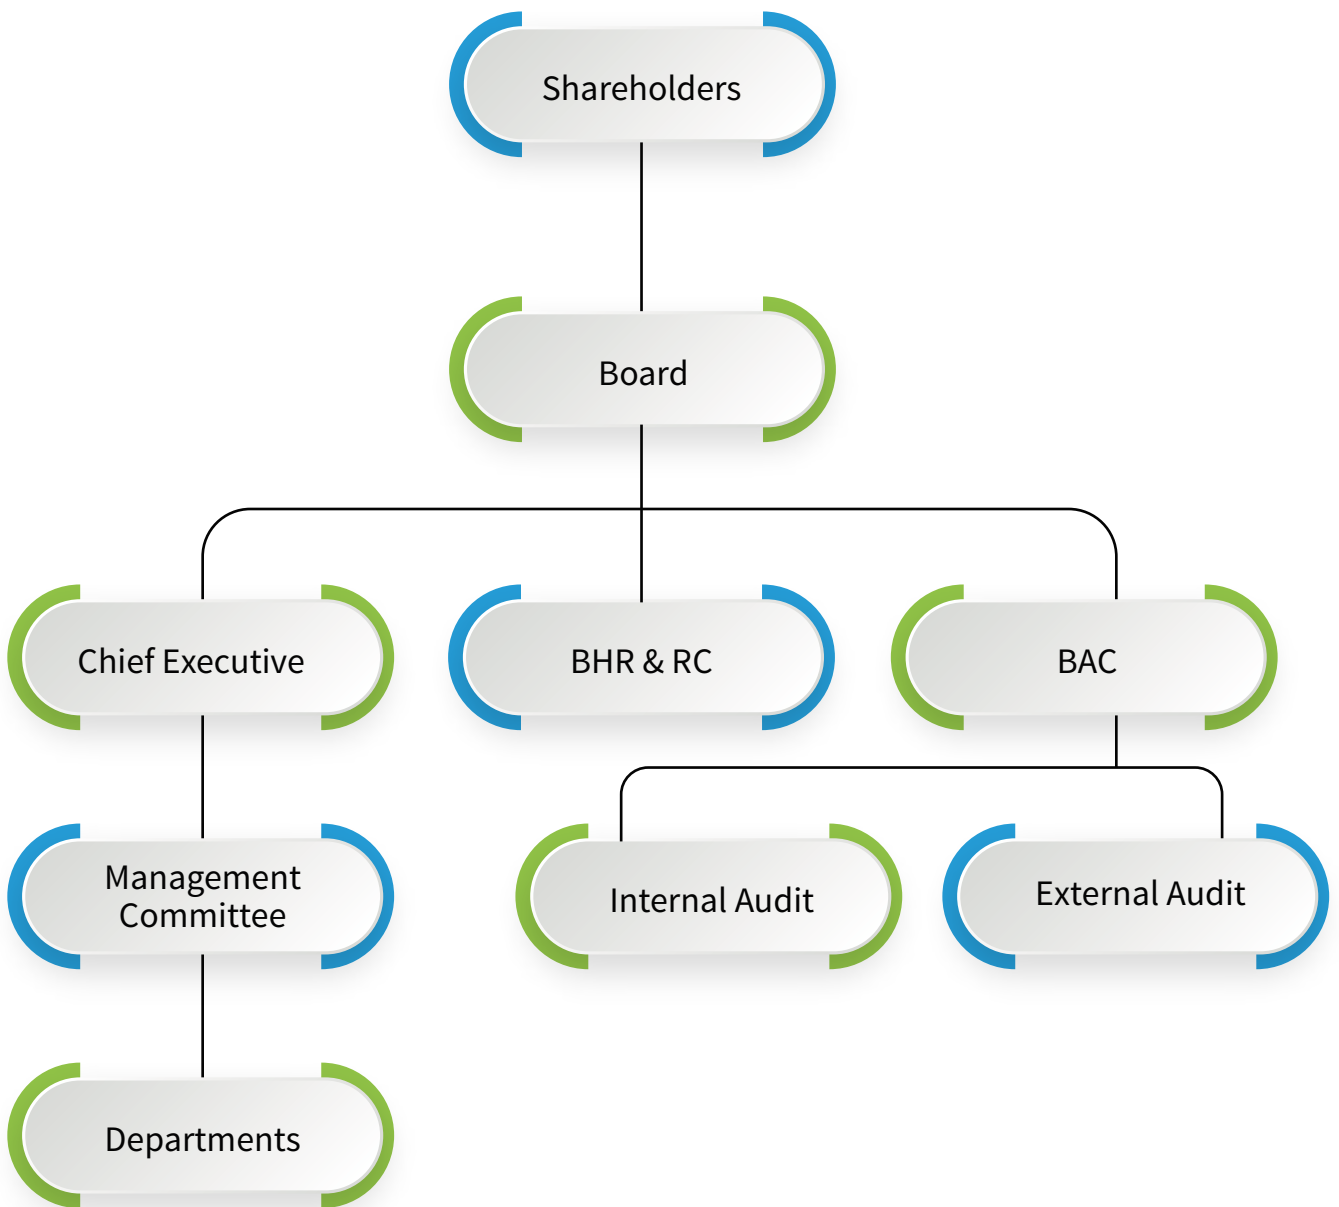 Shareholders
Board
Chief Executive
BHR & RC
BAC
Management
Committee
Internal Audit
External Audit
Departments